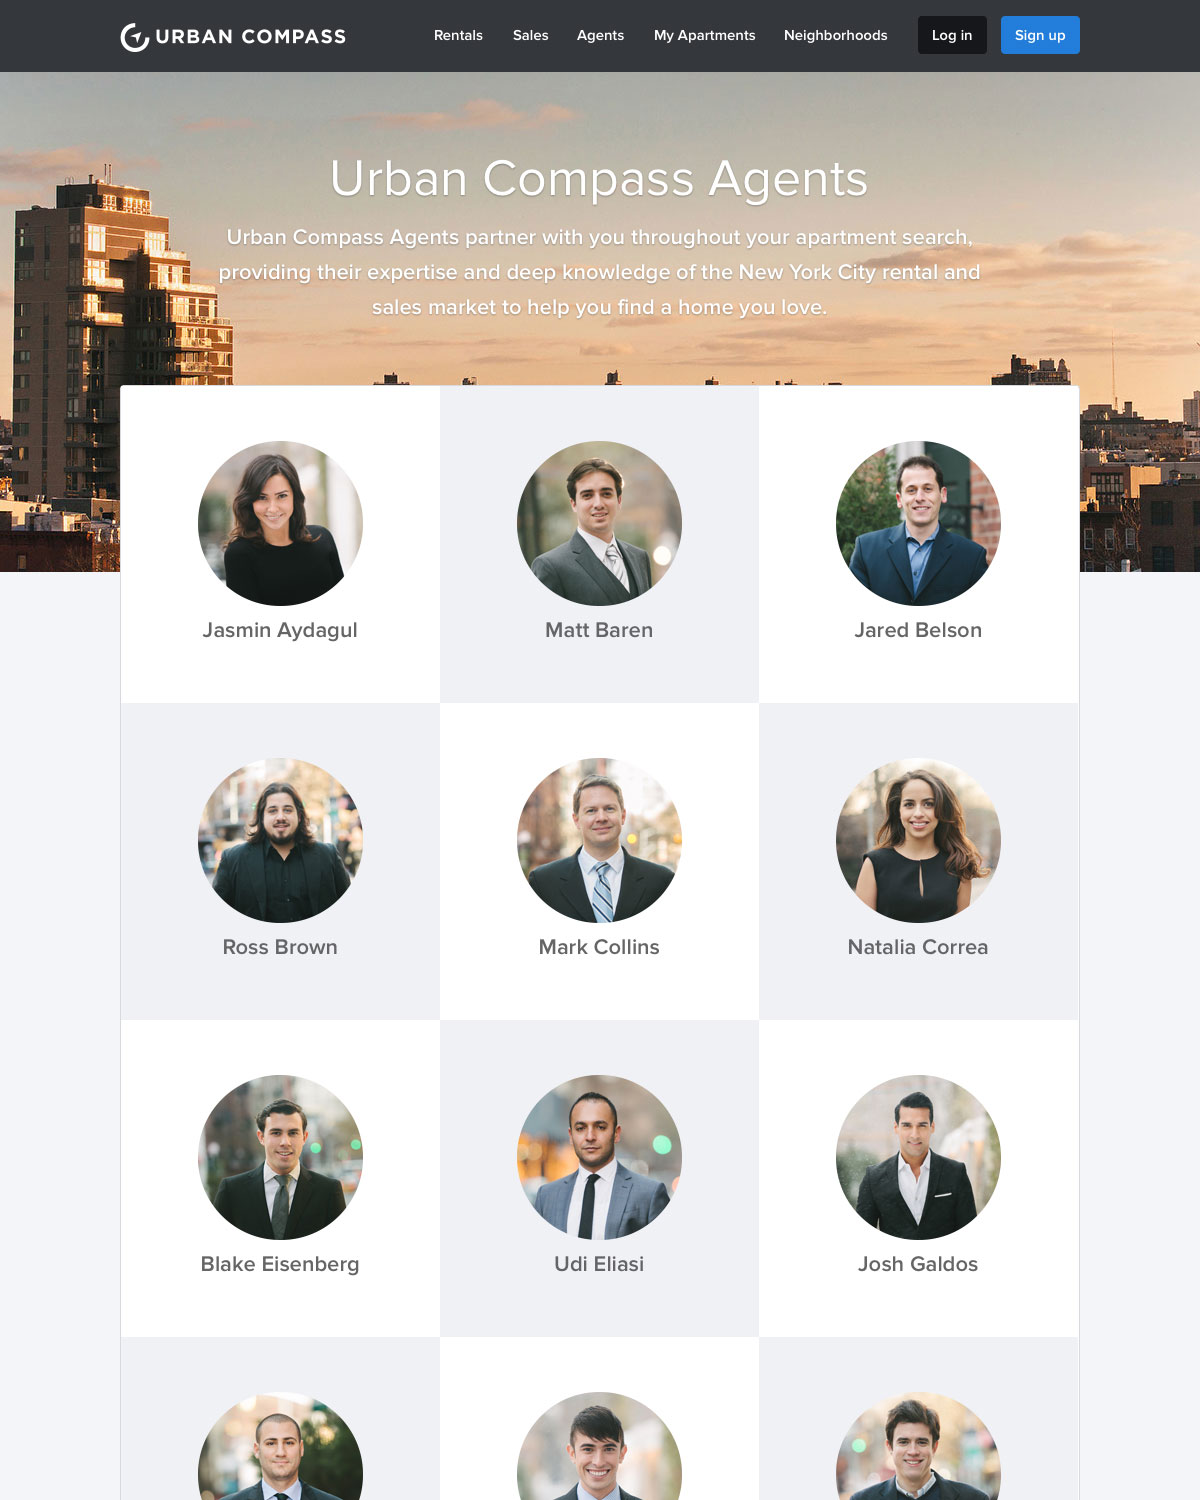 URBAN COMPASS
Rentals
Sales
Agents
My Apartments
Neighborhoods
Log in
Sign up
Urban Compass Agents
Urban Compass Agents partner with you throughout your apartment search,
providing their expertise and deep knowledge of the New York City rental and
sales market to help you find a home you love.
Jasmin Aydagul
Matt Baren
Jared Belson
Ross Brown
Mark Collins
Natalia Correa
Blake Eisenberg
Udi Eliasi
Josh Galdos